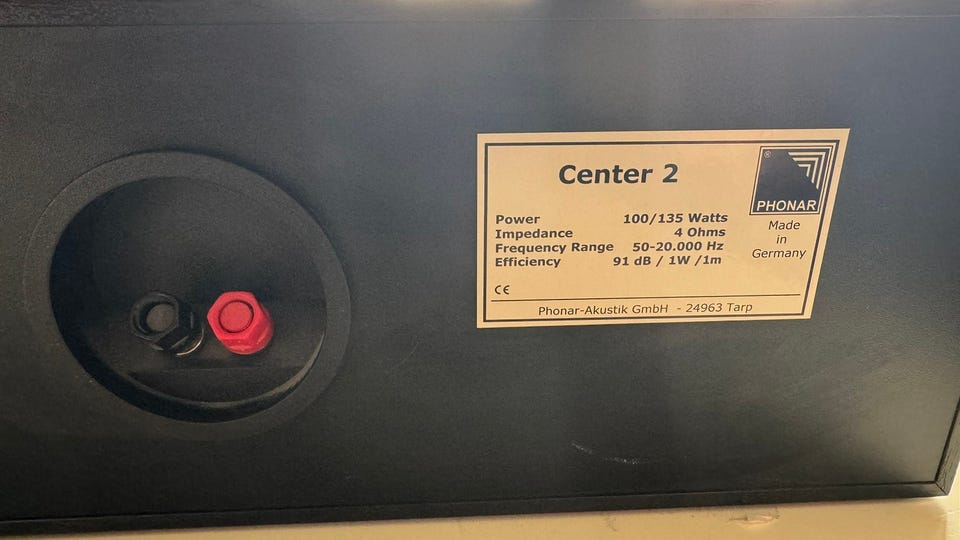 Center 2
®
PHONAR
Made
in
Germany
Power 100/135 Watts
Impedance 4 Ohms
Frequency Range 50-20.000 Hz
Efficiency 91 dB / 1W /1m
CE
Phonar-Akustik GmbH - 24963 Tarp